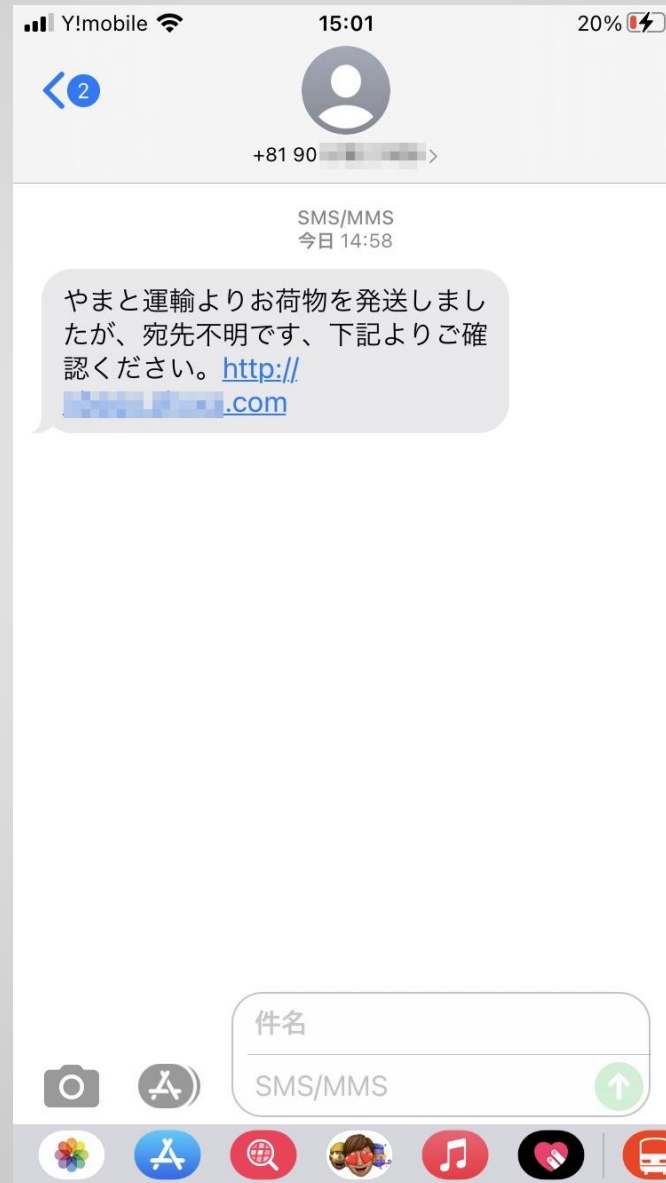 Y!mobile 15:01 20%
2
+81 90
SMS/MMS
今日 14:58
やまと運輸よりお荷物を発送しまし
たが、宛先不明です、下記よりご確
認ください。http://
.com
件名
SMS/MMS